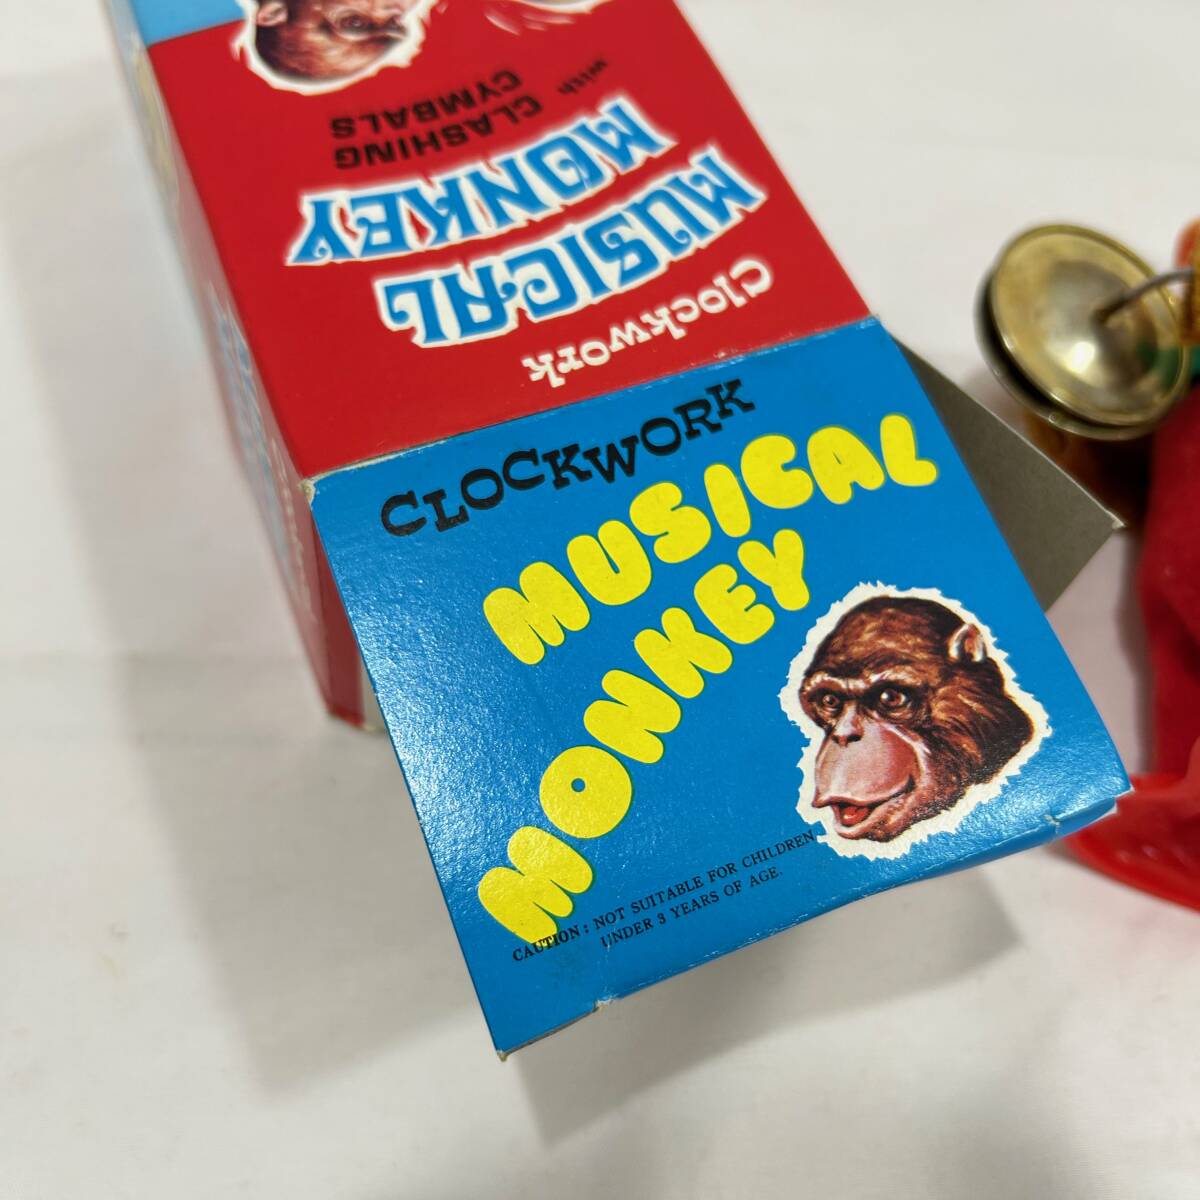 Clockwork
MUSICAL
MONKEY
with CLASHING
CYMBALS
CLOCKWORK
MUSICAL
MONKEY
CAUTION: NOT SUITABLE FOR CHILDREN
UNDER 3 YEARS OF AGE.